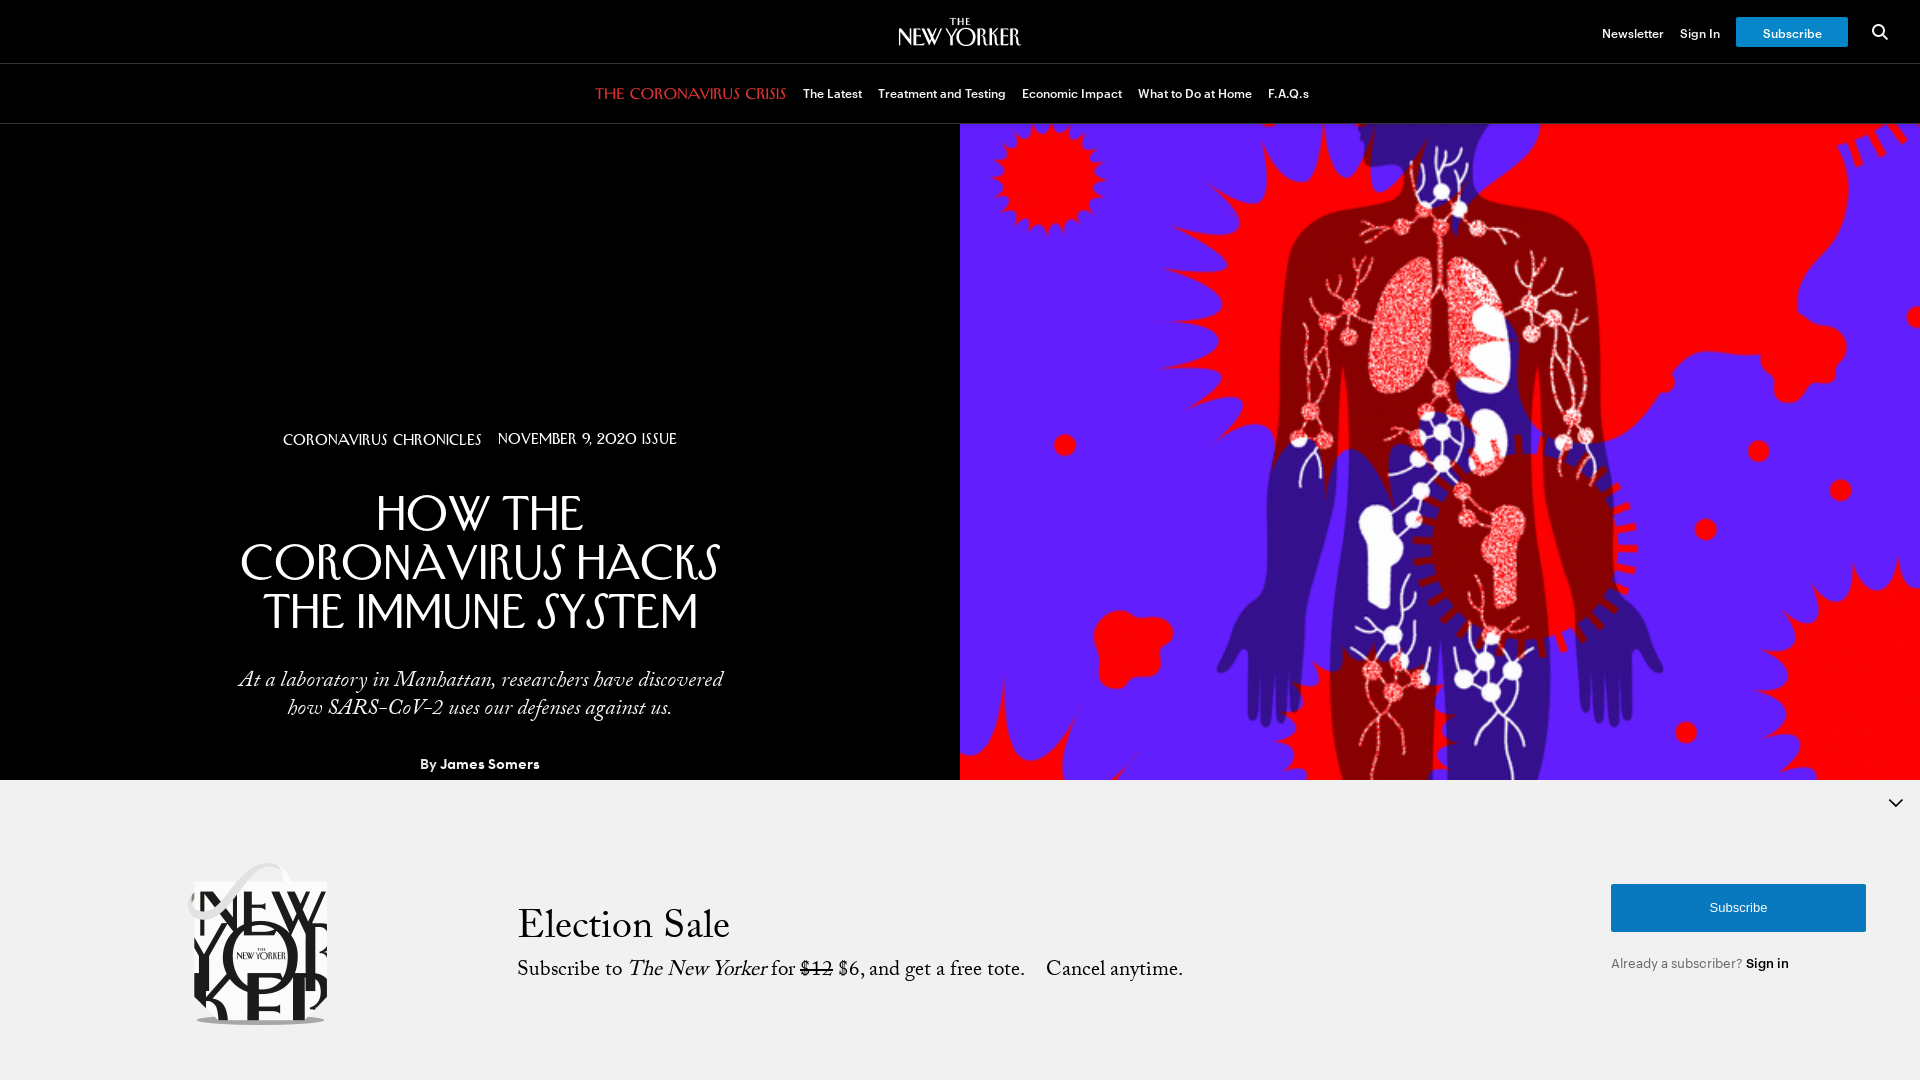 THE
NEW YORKER
Newsletter
Sign In
Subscribe
THE CORONAVIRUS CRISIS
The Latest
Treatment and Testing
Economic Impact
What to Do at Home
F.A.Q.s
CORONAVIRUS CHRONICLES
NOVEMBER 9, 2020 ISSUE
HOW THE
CORONAVIRUS HACKS
THE IMMUNE SYSTEM
At a laboratory in Manhattan, researchers have discovered
how SARS-CoV-2 uses our defenses against us.
By James Somers
NEW
YOR
KER
THE
NEW YORKER
Election Sale
Subscribe to The New Yorker for $12 $6, and get a free tote. Cancel anytime.
Subscribe
Already a subscriber? Sign in